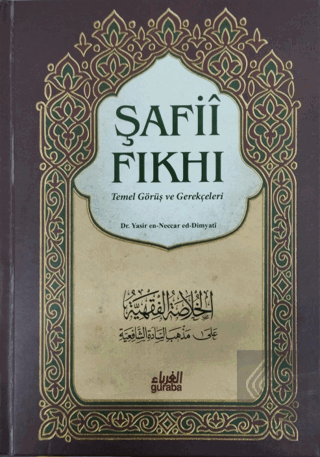 ŞAFİÎ
FIKHI
Temel Görüş ve Gerekçeleri
Dr. Yasir en-Neccar ed-Dimyatî
الخلاصة الفقهية
على مذهب السادة الشافعية
الغرباء
guraba